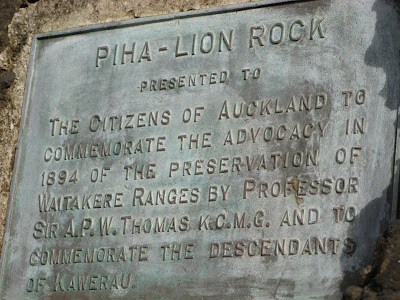 PIHA - LION ROCK
PRESENTED TO
THE CITIZENS OF AUCKLAND TO
COMMEMORATE THE ADVOCACY IN
1894 OF THE PRESERVATION OF
WAITAKERE RANGES BY PROFESSOR
SIR A.P.W. THOMAS K.C.M.G. AND TO
COMMEMORATE THE DESCENDANTS
OF KAWERAU.